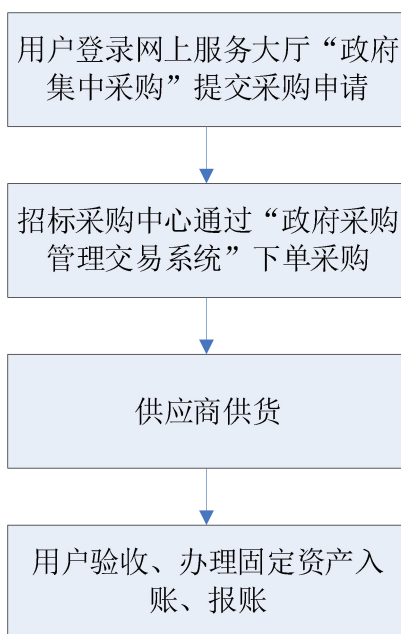 用户登录网上服务大厅“政府
集中采购”提交采购申请
招标采购中心通过“政府采购
管理交易系统”下单采购
供应商供货
用户验收、办理固定资产入
账、报账